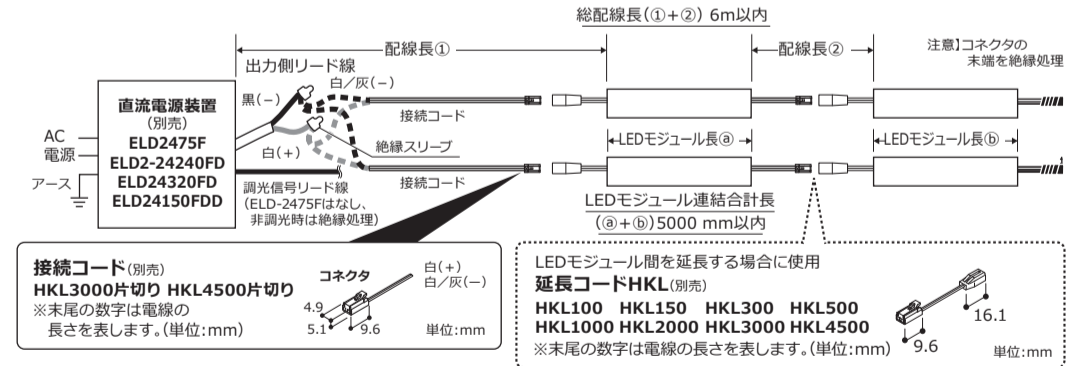 総配線長(①+②) 6m以内
配線長①
配線長②
注意】コネクタの
末端を絶縁処理
出力側リード線
白/灰(−)
黒(−)
接続コード
直流電源装置
(別売)
ELD2475F
ELD2-24240FD
ELD24320FD
ELD24150FDD
AC
電源
アース
白(+)
絶縁スリーブ
LEDモジュール長ⓐ
LEDモジュール長ⓑ
接続コード
調光信号リード線
(ELD-2475Fはなし、
非調光時は絶縁処理)
LEDモジュール連結合計長
(ⓐ+ⓑ)5000 mm以内
接続コード(別売)
HKL3000片切り HKL4500片切り
※末尾の数字は電線の
長さを表します。(単位:mm)
コネクタ
白(+)
白/灰(−)
4.9
5.1
9.6
単位:mm
LEDモジュール間を延長する場合に使用
延長コードHKL(別売)
HKL100 HKL150 HKL300 HKL500
HKL1000 HKL2000 HKL3000 HKL4500
※末尾の数字は電線の長さを表します。(単位:mm)
16.1
9.6
単位:mm